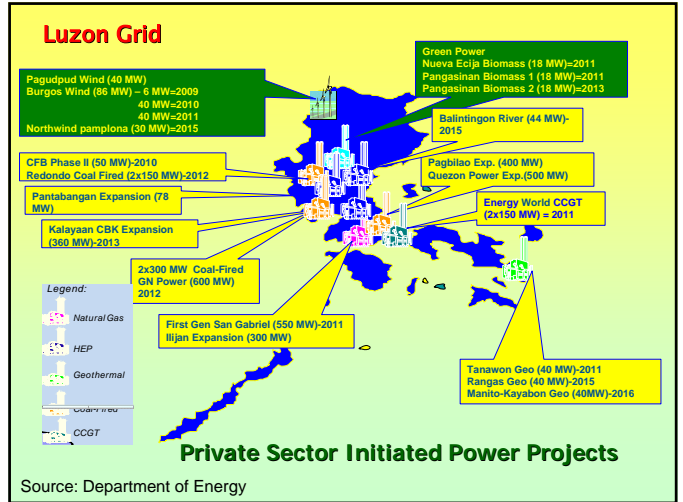 Luzon Grid
Green Power
Nueva Ecija Biomass (18 MW)=2011
Pangasinan Biomass 1 (18 MW)=2011
Pangasinan Biomass 2 (18 MW)=2013
Pagudpud Wind (40 MW)
Burgos Wind (86 MW) – 6 MW=2009
40 MW=2010
40 MW=2011
Northwind pamplona (30 MW)=2015
Balintingon River (44 MW)-
2015
CFB Phase II (50 MW)-2010
Redondo Coal Fired (2x150 MW)-2012
Pagbilao Exp. (400 MW)
Quezon Power Exp.(500 MW)
Pantabangan Expansion (78
MW)
Energy World CCGT
(2x150 MW) = 2011
Kalayaan CBK Expansion
(360 MW)-2013
2x300 MW Coal-Fired
GN Power (600 MW)
2012
First Gen San Gabriel (550 MW)-2011
Ilijan Expansion (300 MW)
Legend:
Natural Gas
HEP
Geothermal
Coal-Fired
CCGT
Tanawon Geo (40 MW)-2011
Rangas Geo (40 MW)-2015
Manito-Kayabon Geo (40MW)-2016
Private Sector Initiated Power Projects
Source: Department of Energy